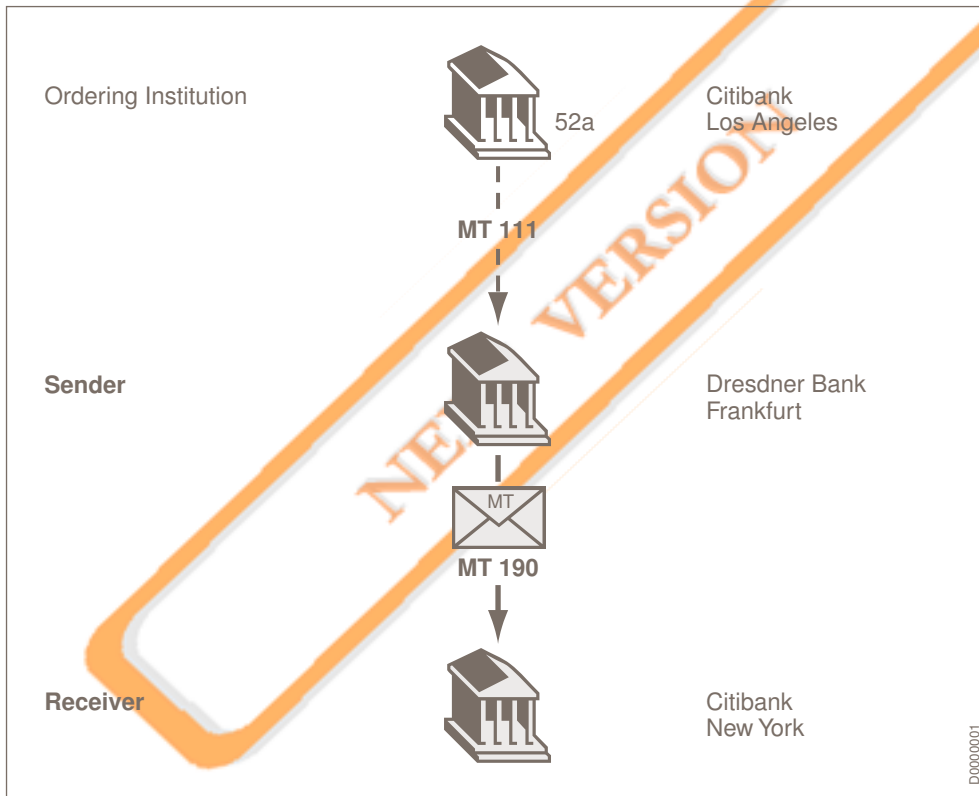 Ordering Institution
52a
Citibank
Los Angeles
MT 111
Sender
Dresdner Bank
Frankfurt
MT
MT 190
Receiver
Citibank
New York
D0000001
VERSION